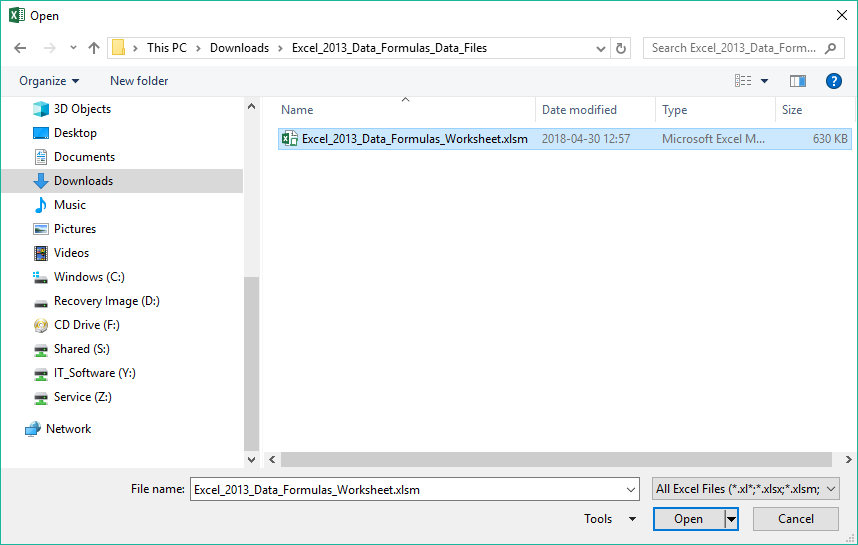 Open
This PC > Downloads > Excel_2013_Data_Formulas_Data_Files
Search Excel_2013_Data_Form...
Organize
New folder
?
3D Objects
Desktop
Documents
Downloads
Music
Pictures
Videos
Windows (C:)
Recovery Image (D:)
CD Drive (F:)
Shared (S:)
IT_Software (Y:)
Service (Z:)
Network
Name Date modified Type Size
Excel_2013_Data_Formulas_Worksheet.xlsm 2018-04-30 12:57 Microsoft Excel M... 630 KB
File name: Excel_2013_Data_Formulas_Worksheet.xlsm
All Excel Files (*.xl*;*.xlsx;*.xlsm;
Tools
Open
Cancel